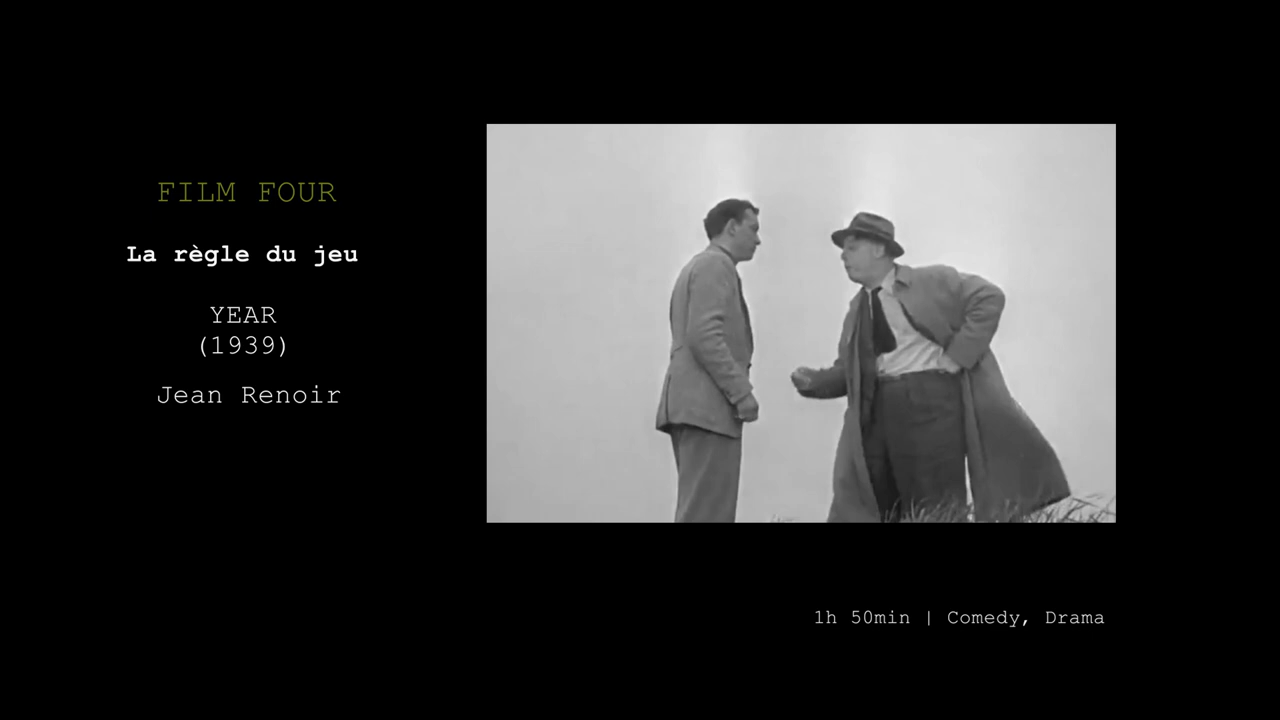 FILM FOUR
La règle du jeu
YEAR
(1939)
Jean Renoir
1h 50min | Comedy, Drama